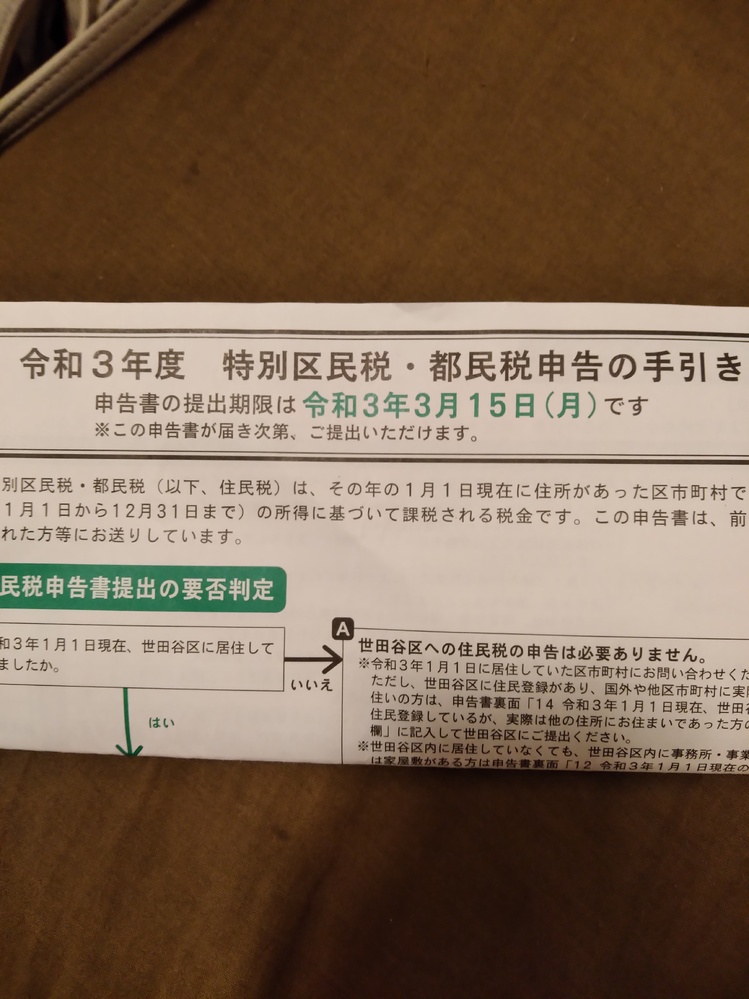 令和３年度　特別区民税・都民税申告の手引き
申告書の提出期限は令和3年3月15日(月)です
※この申告書が届き次第、ご提出いただけます。
別区民税・都民税（以下、住民税）は、その年の１月１日現在に住所があった区市町村で
１月１日から12月31日まで）の所得に基づいて課税される税金です。この申告書は、前
れた方等にお送りしています。
民税申告書提出の要否判定
和３年１月１日現在、世田谷区に居住して
ましたか。
いいえ
はい
A
世田谷区への住民税の申告は必要ありません。
※令和３年１月１日に居住していた区市町村にお問い合わせくだ
ただし、世田谷区に住民登録があり、国外や他区市町村に実際
住いの方は、申告書裏面「14 令和３年１月１日現在、世田谷
住民登録しているが、実際は他の住所にお住まいであった方の
欄」に記入して世田谷区にご提出ください。
※世田谷区内に居住していなくても、世田谷区内に事務所・事業
は家屋敷がある方は申告書裏面「12 令和３年１月１日現在の